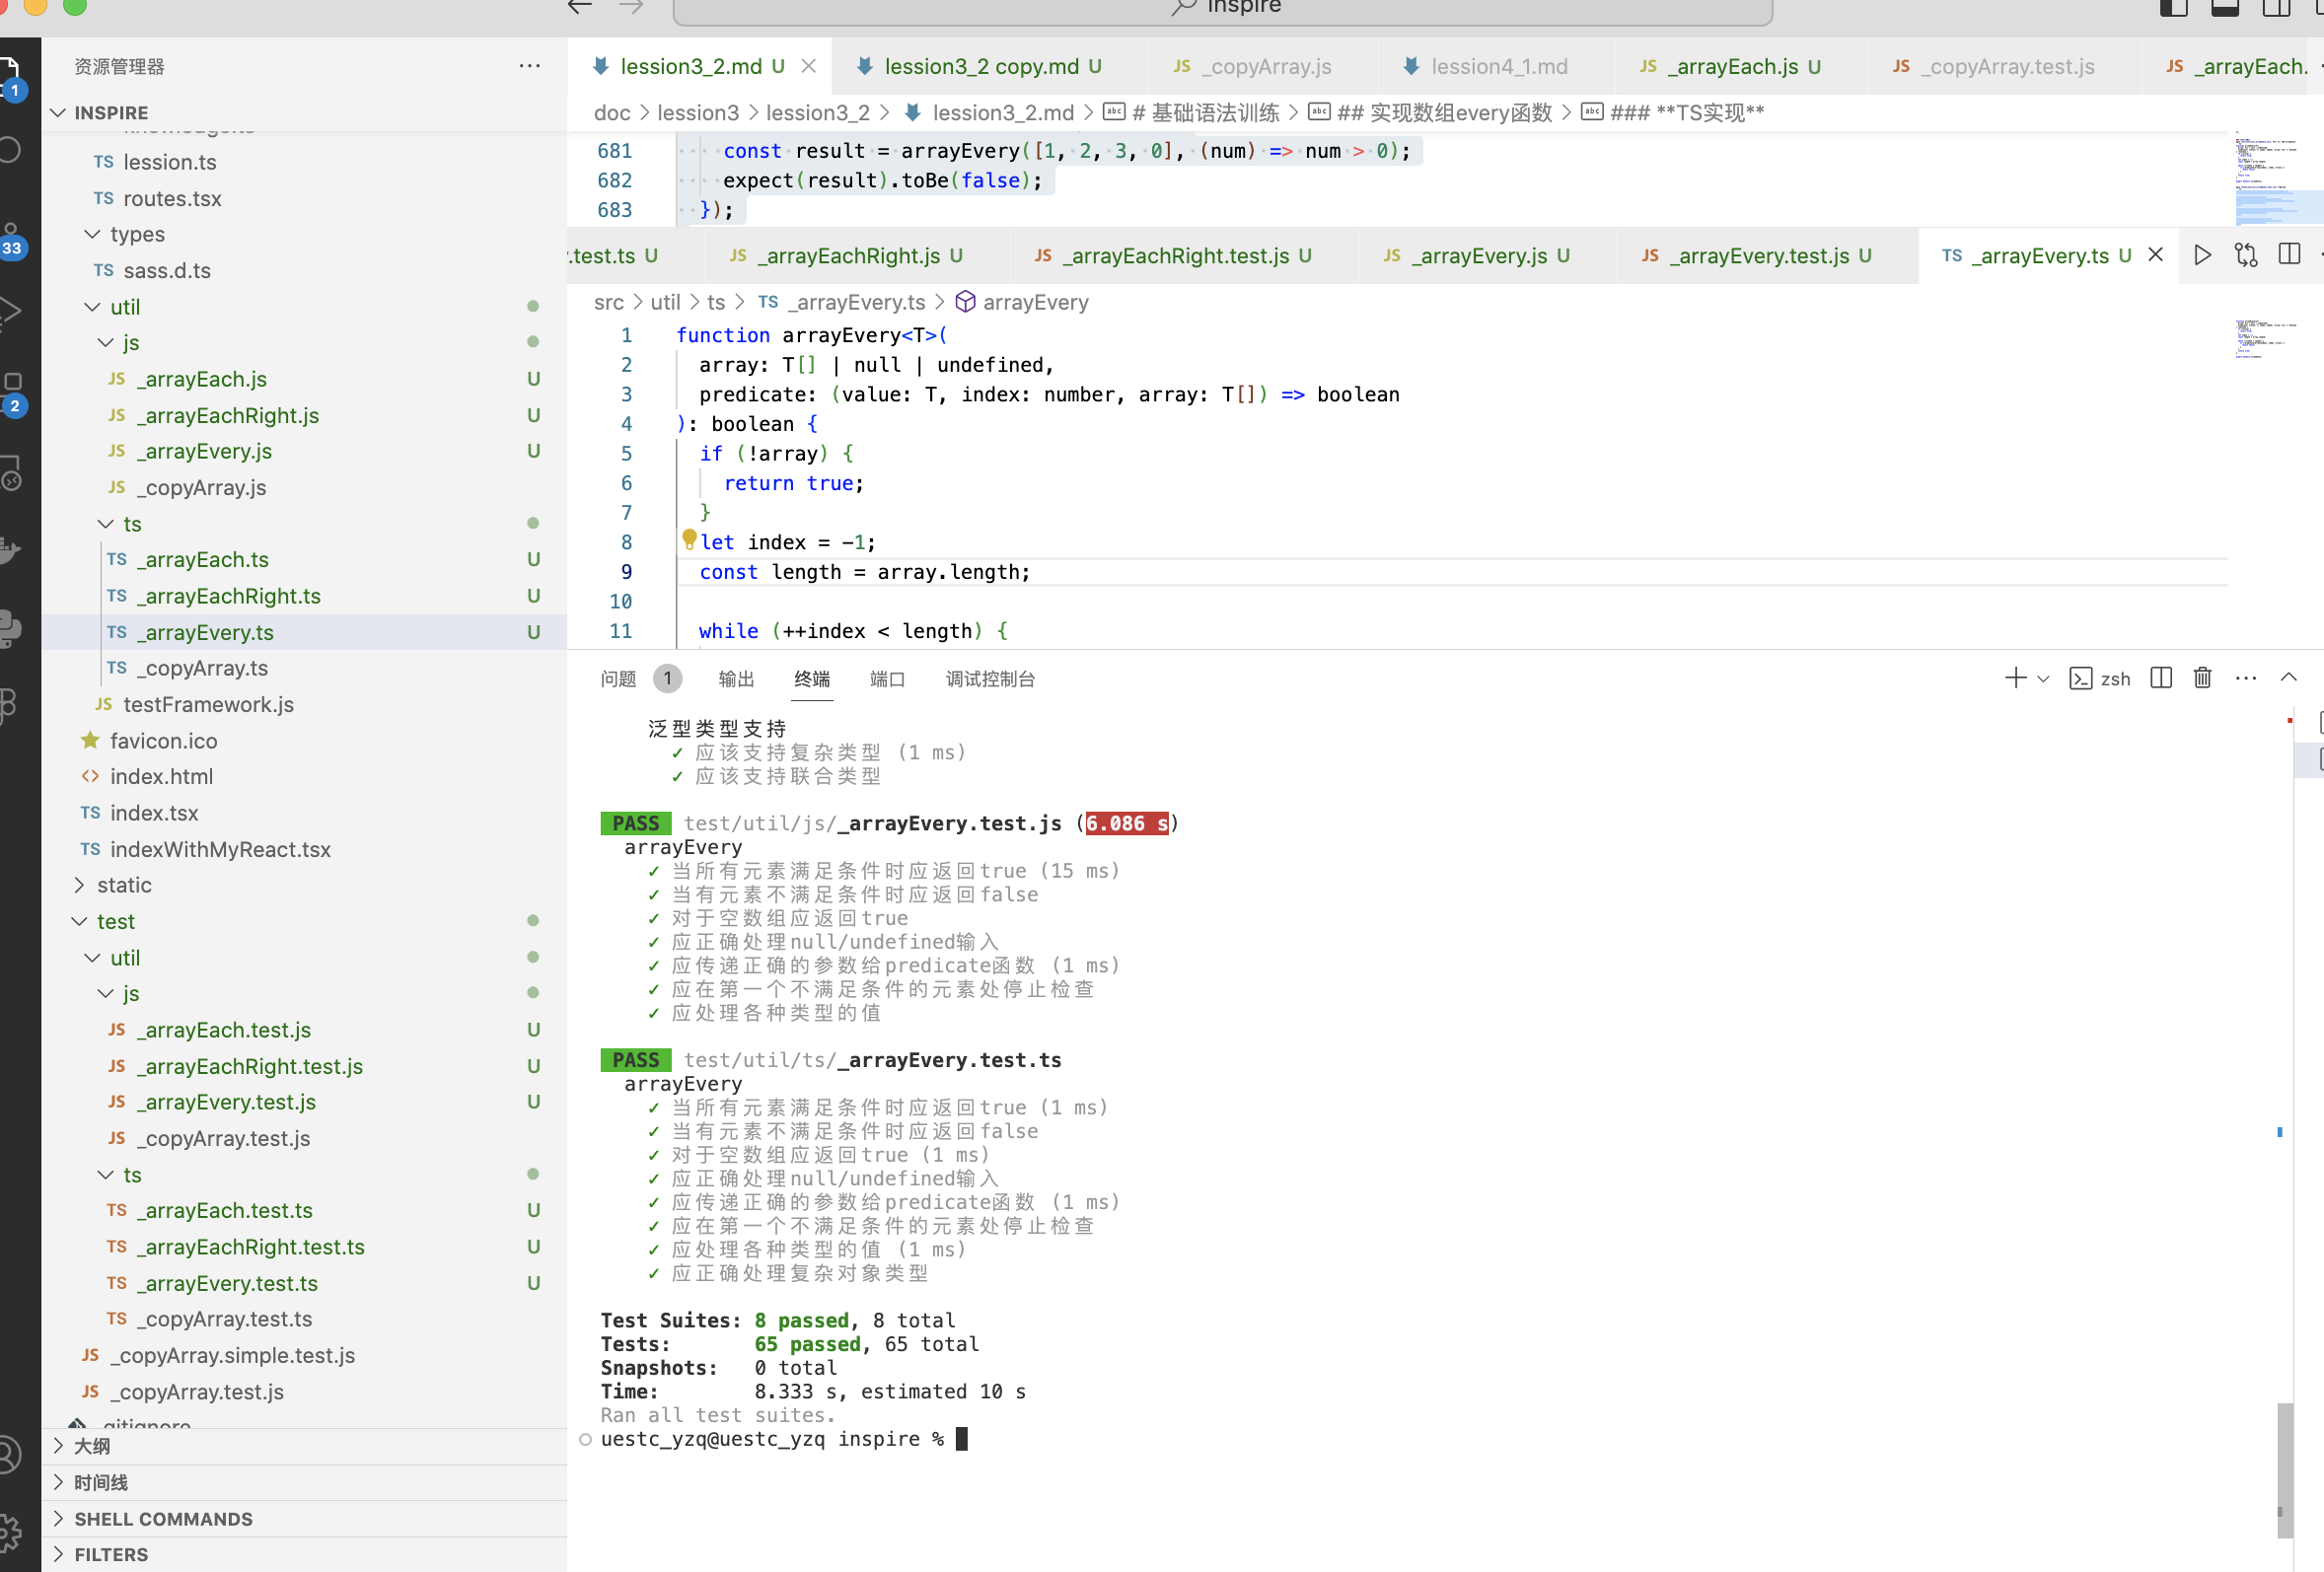 inspire
资源管理器
INSPIRE
lession.ts
routes.tsx
types
sass.d.ts
util
js
_arrayEach.js U
_arrayEachRight.js U
_arrayEvery.js U
_copyArray.js
ts
_arrayEach.ts U
_arrayEachRight.ts U
_arrayEvery.ts U
_copyArray.ts
testFramework.js
favicon.ico
index.html
index.tsx
indexWithMyReact.tsx
static
test
util
js
_arrayEach.test.js U
_arrayEachRight.test.js U
_arrayEvery.test.js U
_copyArray.test.js
ts
_arrayEach.test.ts U
_arrayEachRight.test.ts U
_arrayEvery.test.ts U
_copyArray.test.ts
_copyArray.simple.test.js
_copyArray.test.js
.gitignore
大纲
时间线
SHELL COMMANDS
FILTERS
1
33
2
lession3_2.md U lession3_2 copy.md U JS _copyArray.js lession4_1.md JS _arrayEach.js U JS _copyArray.test.js JS _arrayEach.
doc > lession3 > lession3_2 > lession3_2.md > # 基础语法训练 > ## 实现数组every函数 > ### **TS实现**
681 const result = arrayEvery([1, 2, 3, 0], (num) => num > 0);
682 expect(result).toBe(false);
683 });
.test.ts U JS _arrayEachRight.js U JS _arrayEachRight.test.js U JS _arrayEvery.js U JS _arrayEvery.test.js U TS _arrayEvery.ts U
src > util > ts > TS _arrayEvery.ts > arrayEvery
1 function arrayEvery<T>(
2 array: T[] | null | undefined,
3 predicate: (value: T, index: number, array: T[]) => boolean
4 ): boolean {
5 if (!array) {
6 return true;
7 }
8 let index = -1;
9 const length = array.length;
10
11 while (++index < length) {
问题 1 输出 终端 端口 调试控制台 zsh
泛型类型支持
✓ 应该支持复杂类型 (1 ms)
✓ 应该支持联合类型
PASS test/util/js/_arrayEvery.test.js (6.086 s)
arrayEvery
✓ 当所有元素满足条件时应返回true (15 ms)
✓ 当有元素不满足条件时应返回false
✓ 对于空数组应返回true
✓ 应正确处理null/undefined输入
✓ 应传递正确的参数给predicate函数 (1 ms)
✓ 应在第一个不满足条件的元素处停止检查
✓ 应处理各种类型的值
PASS test/util/ts/_arrayEvery.test.ts
arrayEvery
✓ 当所有元素满足条件时应返回true (1 ms)
✓ 当有元素不满足条件时应返回false
✓ 对于空数组应返回true (1 ms)
✓ 应正确处理null/undefined输入
✓ 应传递正确的参数给predicate函数 (1 ms)
✓ 应在第一个不满足条件的元素处停止检查
✓ 应处理各种类型的值 (1 ms)
✓ 应正确处理复杂对象类型
Test Suites: 8 passed, 8 total
Tests: 65 passed, 65 total
Snapshots: 0 total
Time: 8.333 s, estimated 10 s
Ran all test suites.
uestc_yzq@uestc_yzq inspire %